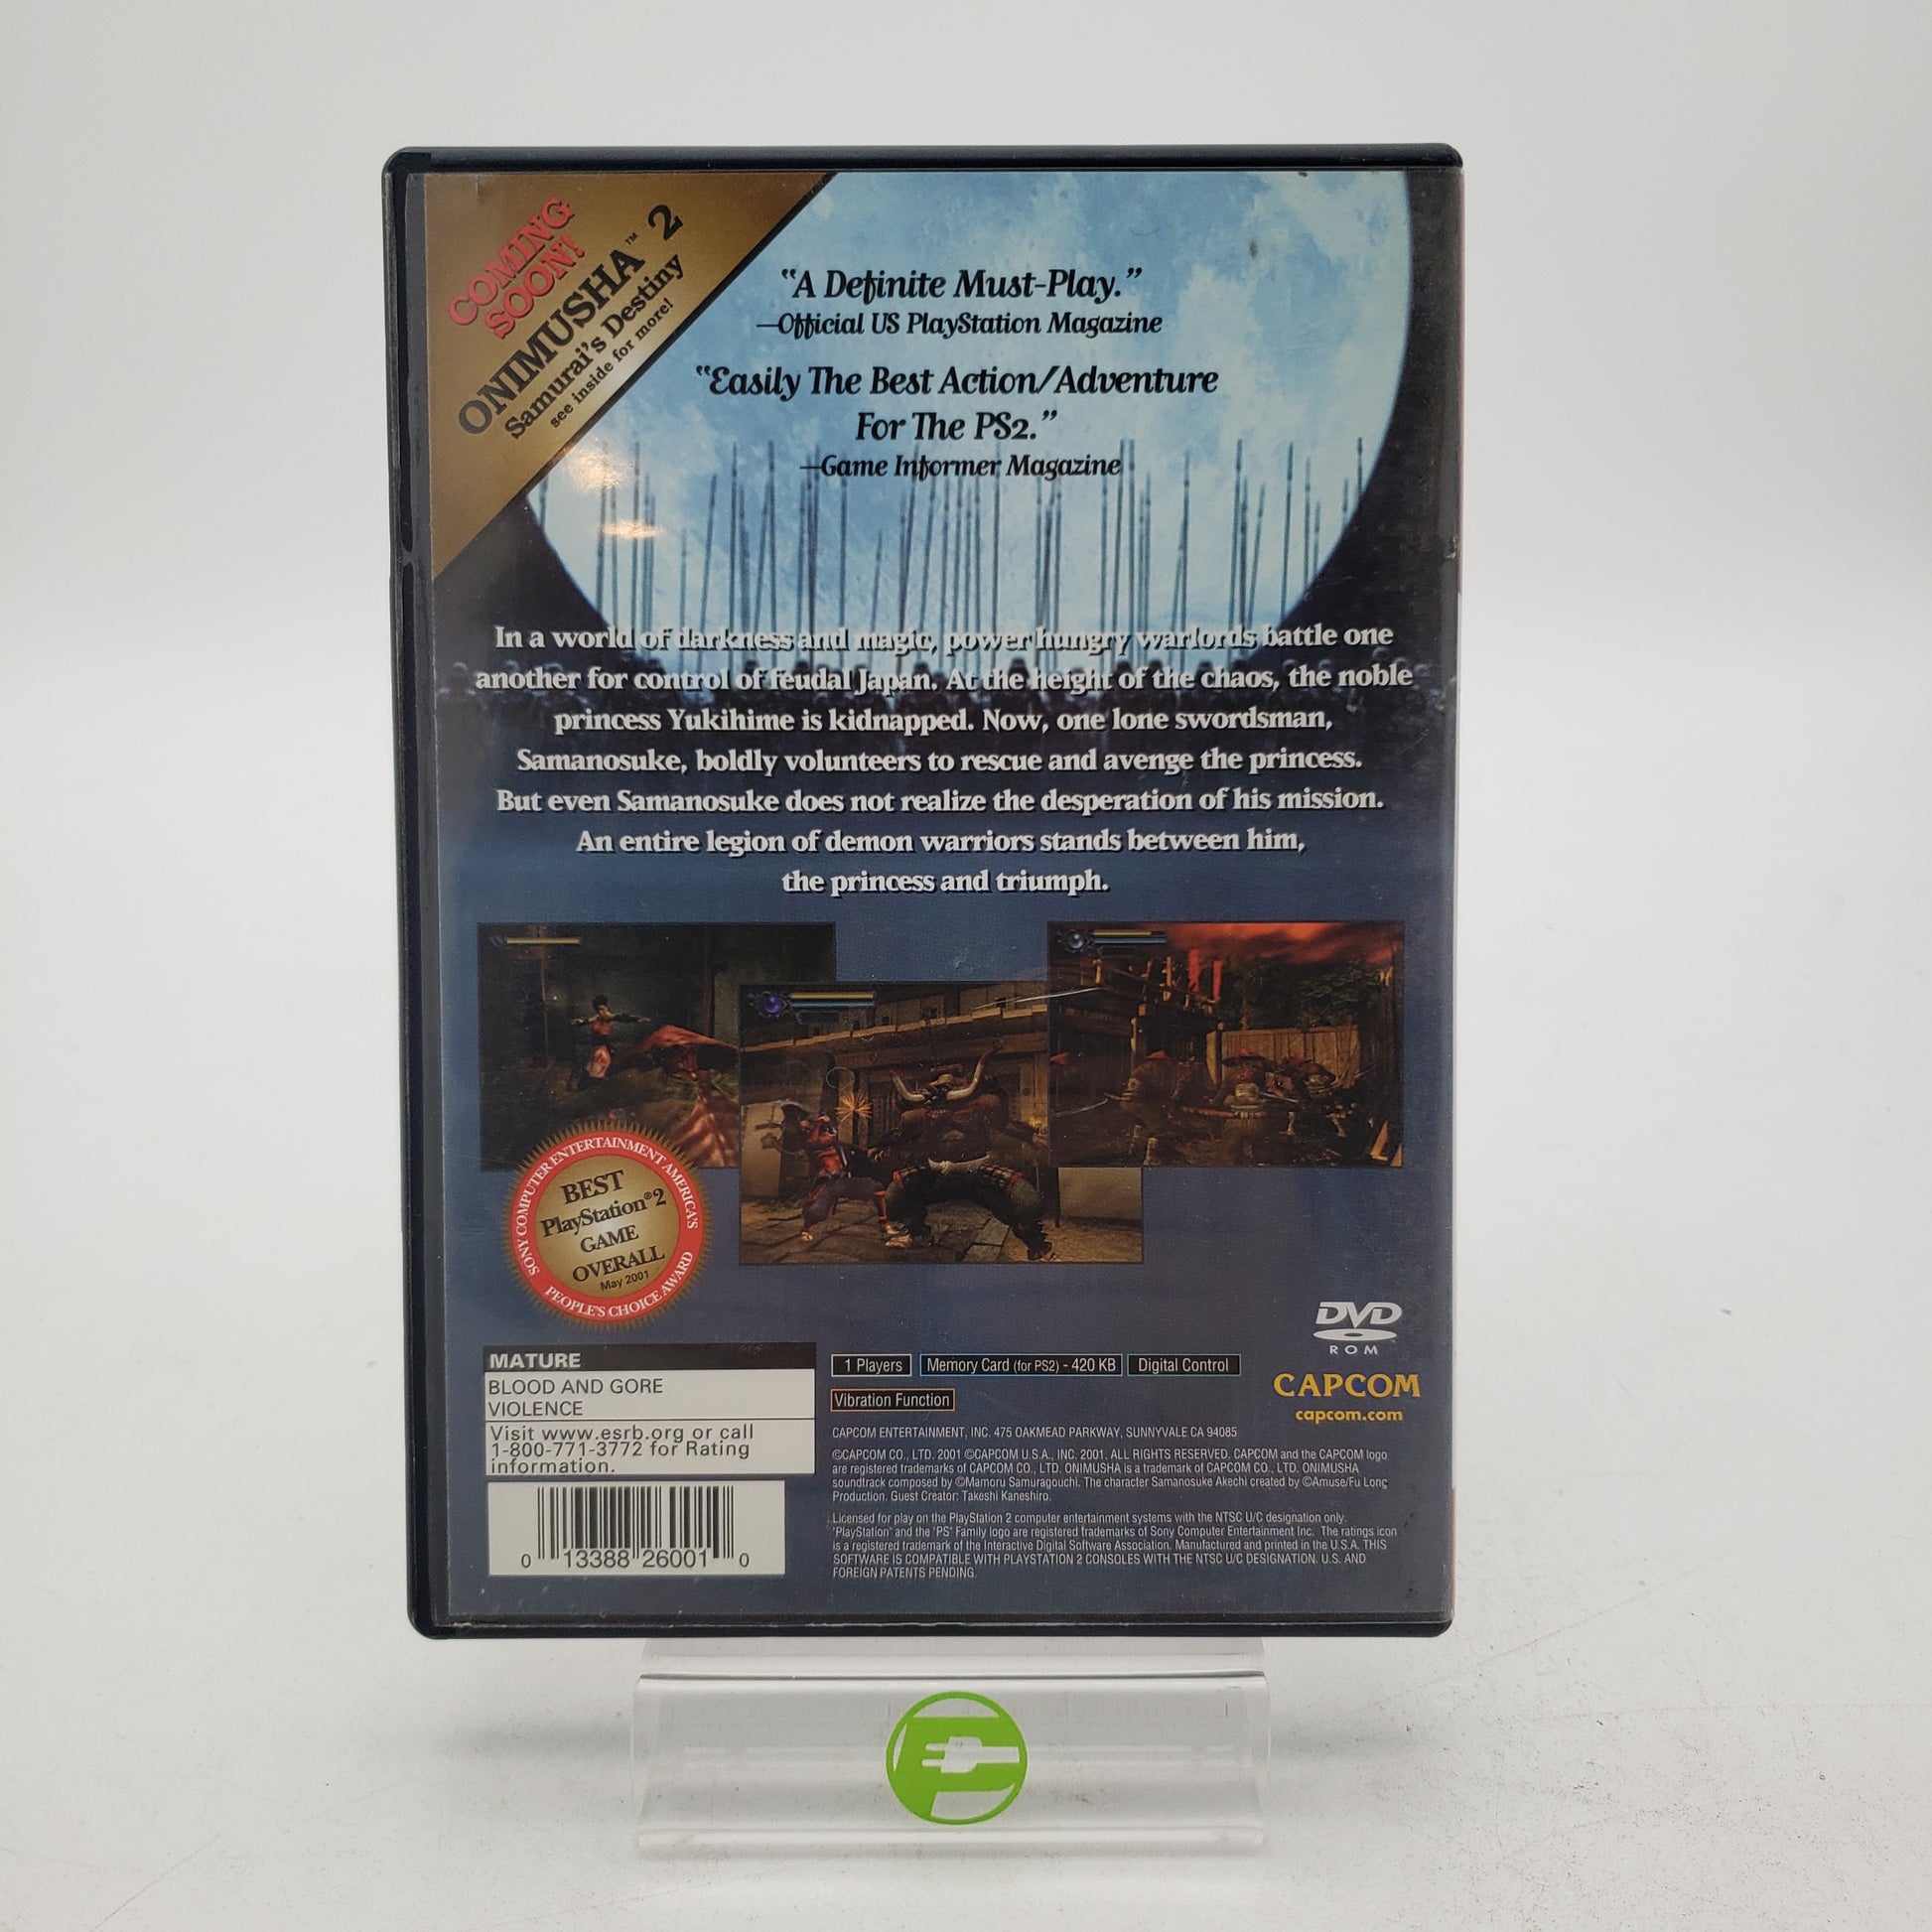 COMING
SOON!
ONIMUSHA™ 2
Samurai's Destiny
see inside for more!
"A Definite Must-Play."
—Official US PlayStation Magazine
"Easily The Best Action/Adventure
For The PS2."
—Game Informer Magazine
In a world of darkness and magic, power hungry warlords battle one
another for control of feudal Japan. At the height of the chaos, the noble
princess Yukihime is kidnapped. Now, one lone swordsman,
Samanosuke, boldly volunteers to rescue and avenge the princess.
But even Samanosuke does not realize the desperation of his mission.
An entire legion of demon warriors stands between him,
the princess and triumph.
SONY COMPUTER ENTERTAINMENT AMERICA'S
BEST
PlayStation®2
GAME
OVERALL
May 2001
PEOPLE'S CHOICE AWARD
DVD
ROM
CAPCOM
capcom.com
MATURE
BLOOD AND GORE
VIOLENCE
Visit www.esrb.org or call
1-800-771-3772 for Rating
information.
0 13388 26001 0
1 Players
Memory Card (for PS2) - 420 KB
Digital Control
Vibration Function
CAPCOM ENTERTAINMENT, INC. 475 OAKMEAD PARKWAY, SUNNYVALE CA 94085
©CAPCOM CO., LTD. 2001 ©CAPCOM U.S.A., INC. 2001. ALL RIGHTS RESERVED. CAPCOM and the CAPCOM logo
are registered trademarks of CAPCOM CO., LTD. ONIMUSHA is a trademark of CAPCOM CO., LTD. ONIMUSHA
soundtrack composed by ©Mamoru Samuragouchi. The character Samanosuke Akechi created by ©Amuse/Fu Long
Production. Guest Creator: Takeshi Kaneshiro.
Licensed for play on the PlayStation 2 computer entertainment systems with the NTSC U/C designation only.
"PlayStation" and the "PS" Family logo are registered trademarks of Sony Computer Entertainment Inc. The ratings icon
is a registered trademark of the Interactive Digital Software Association. Manufactured and printed in the U.S.A. THIS
SOFTWARE IS COMPATIBLE WITH PLAYSTATION 2 CONSOLES WITH THE NTSC U/C DESIGNATION. U.S. AND
FOREIGN PATENTS PENDING.